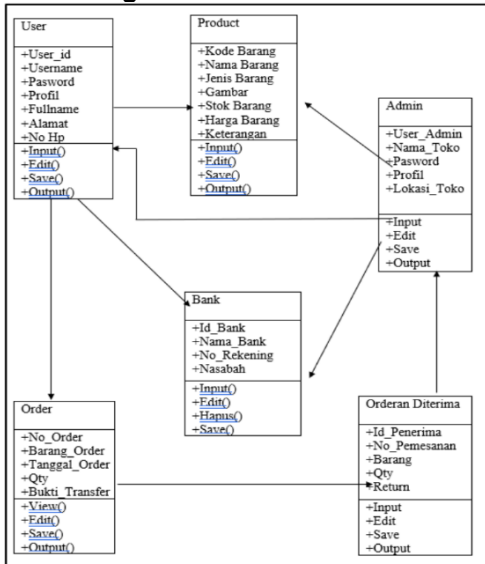 User
+User_id
+Username
+Pasword
+Profil
+Fullname
+Alamat
+No Hp
+Input()
+Edit()
+Save()
+Output()
Product
+Kode Barang
+Nama Barang
+Jenis Barang
+Gambar
+Stok Barang
+Harga Barang
+Keterangan
+Input()
+Edit()
+Save()
+Output()
Admin
+User_Admin
+Nama_Toko
+Pasword
+Profil
+Lokasi_Toko
+Input
+Edit
+Save
+Output
Bank
+Id_Bank
+Nama_Bank
+No_Rekening
+Nasabah
+Input()
+Edit()
+Hapus()
+Save()
Order
+No_Order
+Barang_Order
+Tanggal_Order
+Qty
+Bukti_Transfer
+View()
+Edit()
+Save()
+Output()
Orderan Diterima
+Id_Penerima
+No_Pemesanan
+Barang
+Qty
+Return
+Input
+Edit
+Save
+Output